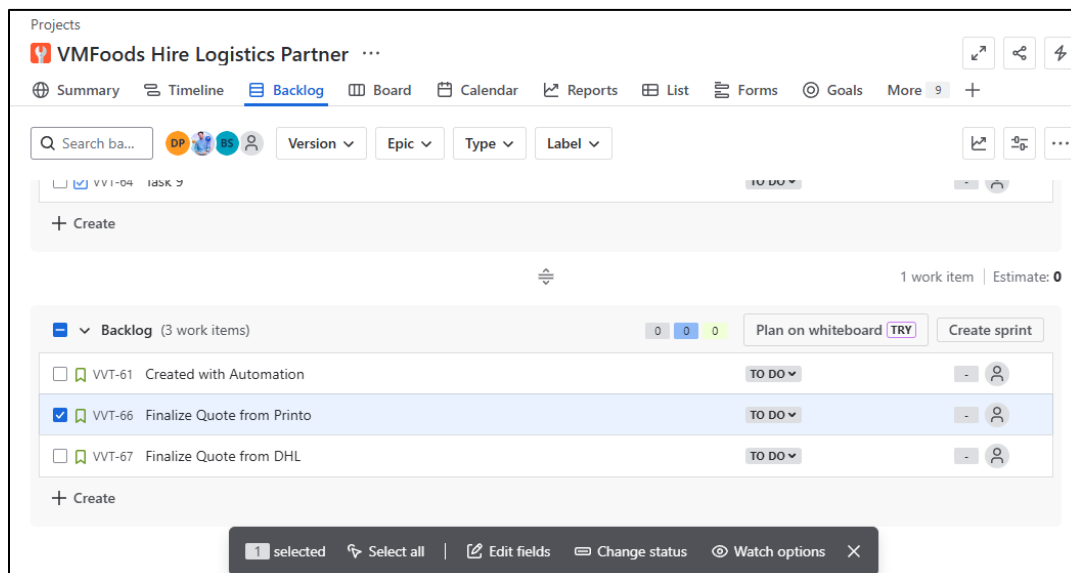 Projects
VMFoods Hire Logistics Partner ...
Summary Timeline Backlog Board Calendar Reports List Forms Goals More 9
Search ba... DP BS Version Epic Type Label
VVT-64 Task 9 TO DO -
+ Create
1 work item Estimate: 0
Backlog (3 work items) 0 0 0 Plan on whiteboard TRY Create sprint
VVT-61 Created with Automation TO DO -
VVT-66 Finalize Quote from Printo TO DO -
VVT-67 Finalize Quote from DHL TO DO -
+ Create
1 selected Select all Edit fields Change status Watch options